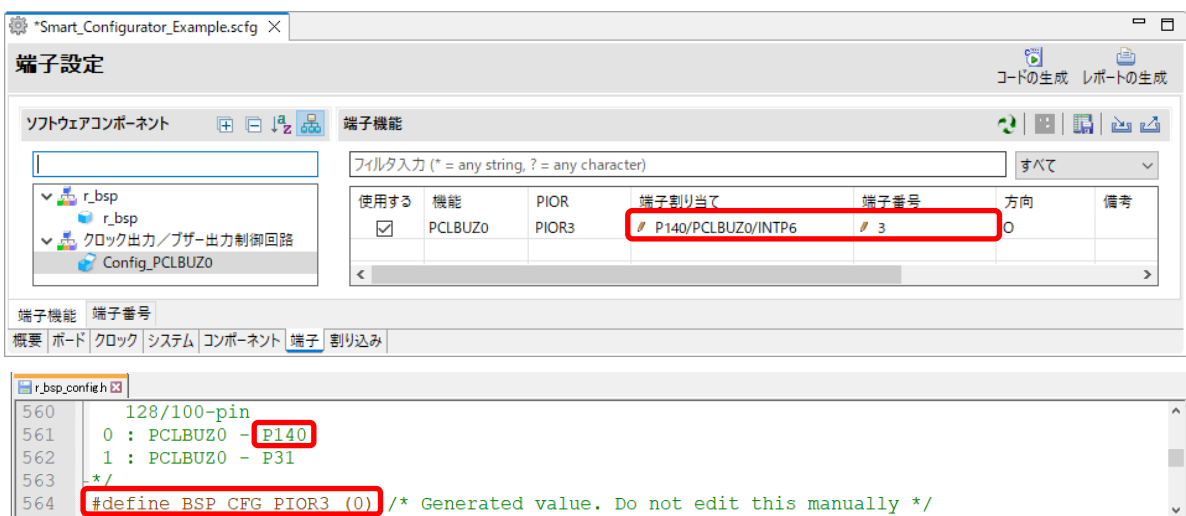 *Smart_Configurator_Example.scfg
端子設定
コードの生成 レポートの生成
ソフトウェアコンポーネント
端子機能
フィルタ入力 (* = any string, ? = any character)
すべて
r_bsp
r_bsp
クロック出力／ブザー出力制御回路
Config_PCLBUZ0
使用する 機能 PIOR 端子割り当て 端子番号 方向 備考
PCLBUZ0 PIOR3 P140/PCLBUZ0/INTP6 3 O
端子機能 端子番号
概要 ボード クロック システム コンポーネント 端子 割り込み
r_bsp_config.h
560 128/100-pin
561 0 : PCLBUZ0 - P140
562 1 : PCLBUZ0 - P31
563 */
564 #define BSP_CFG_PIOR3 (0) /* Generated value. Do not edit this manually */